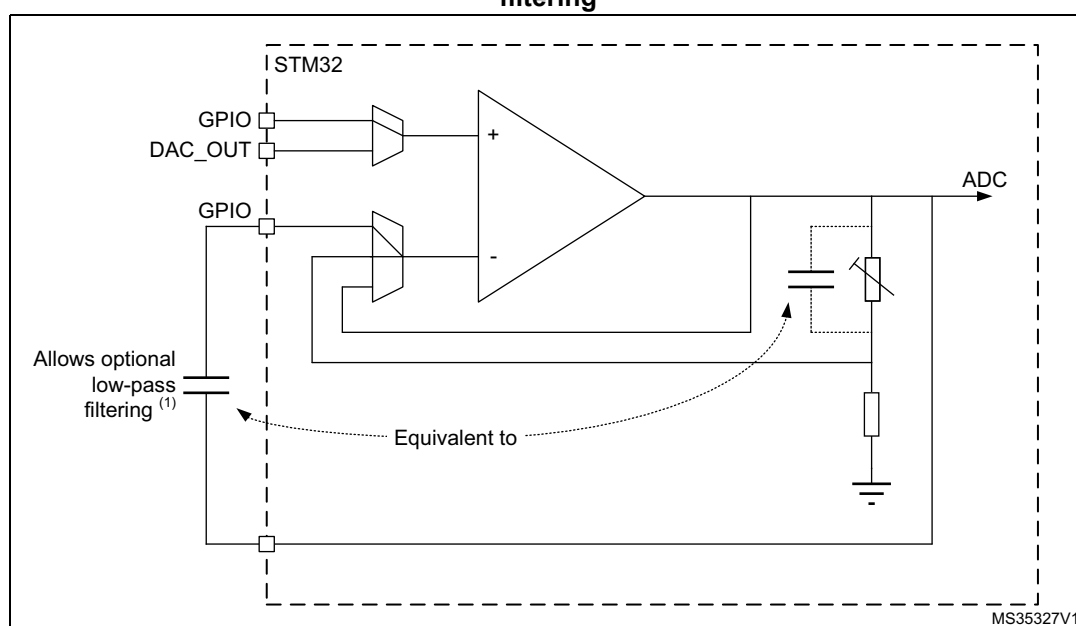 filtering
STM32
GPIO
DAC_OUT
GPIO
+
-
ADC
Allows optional
low-pass
filtering (1)
Equivalent to
MS35327V1